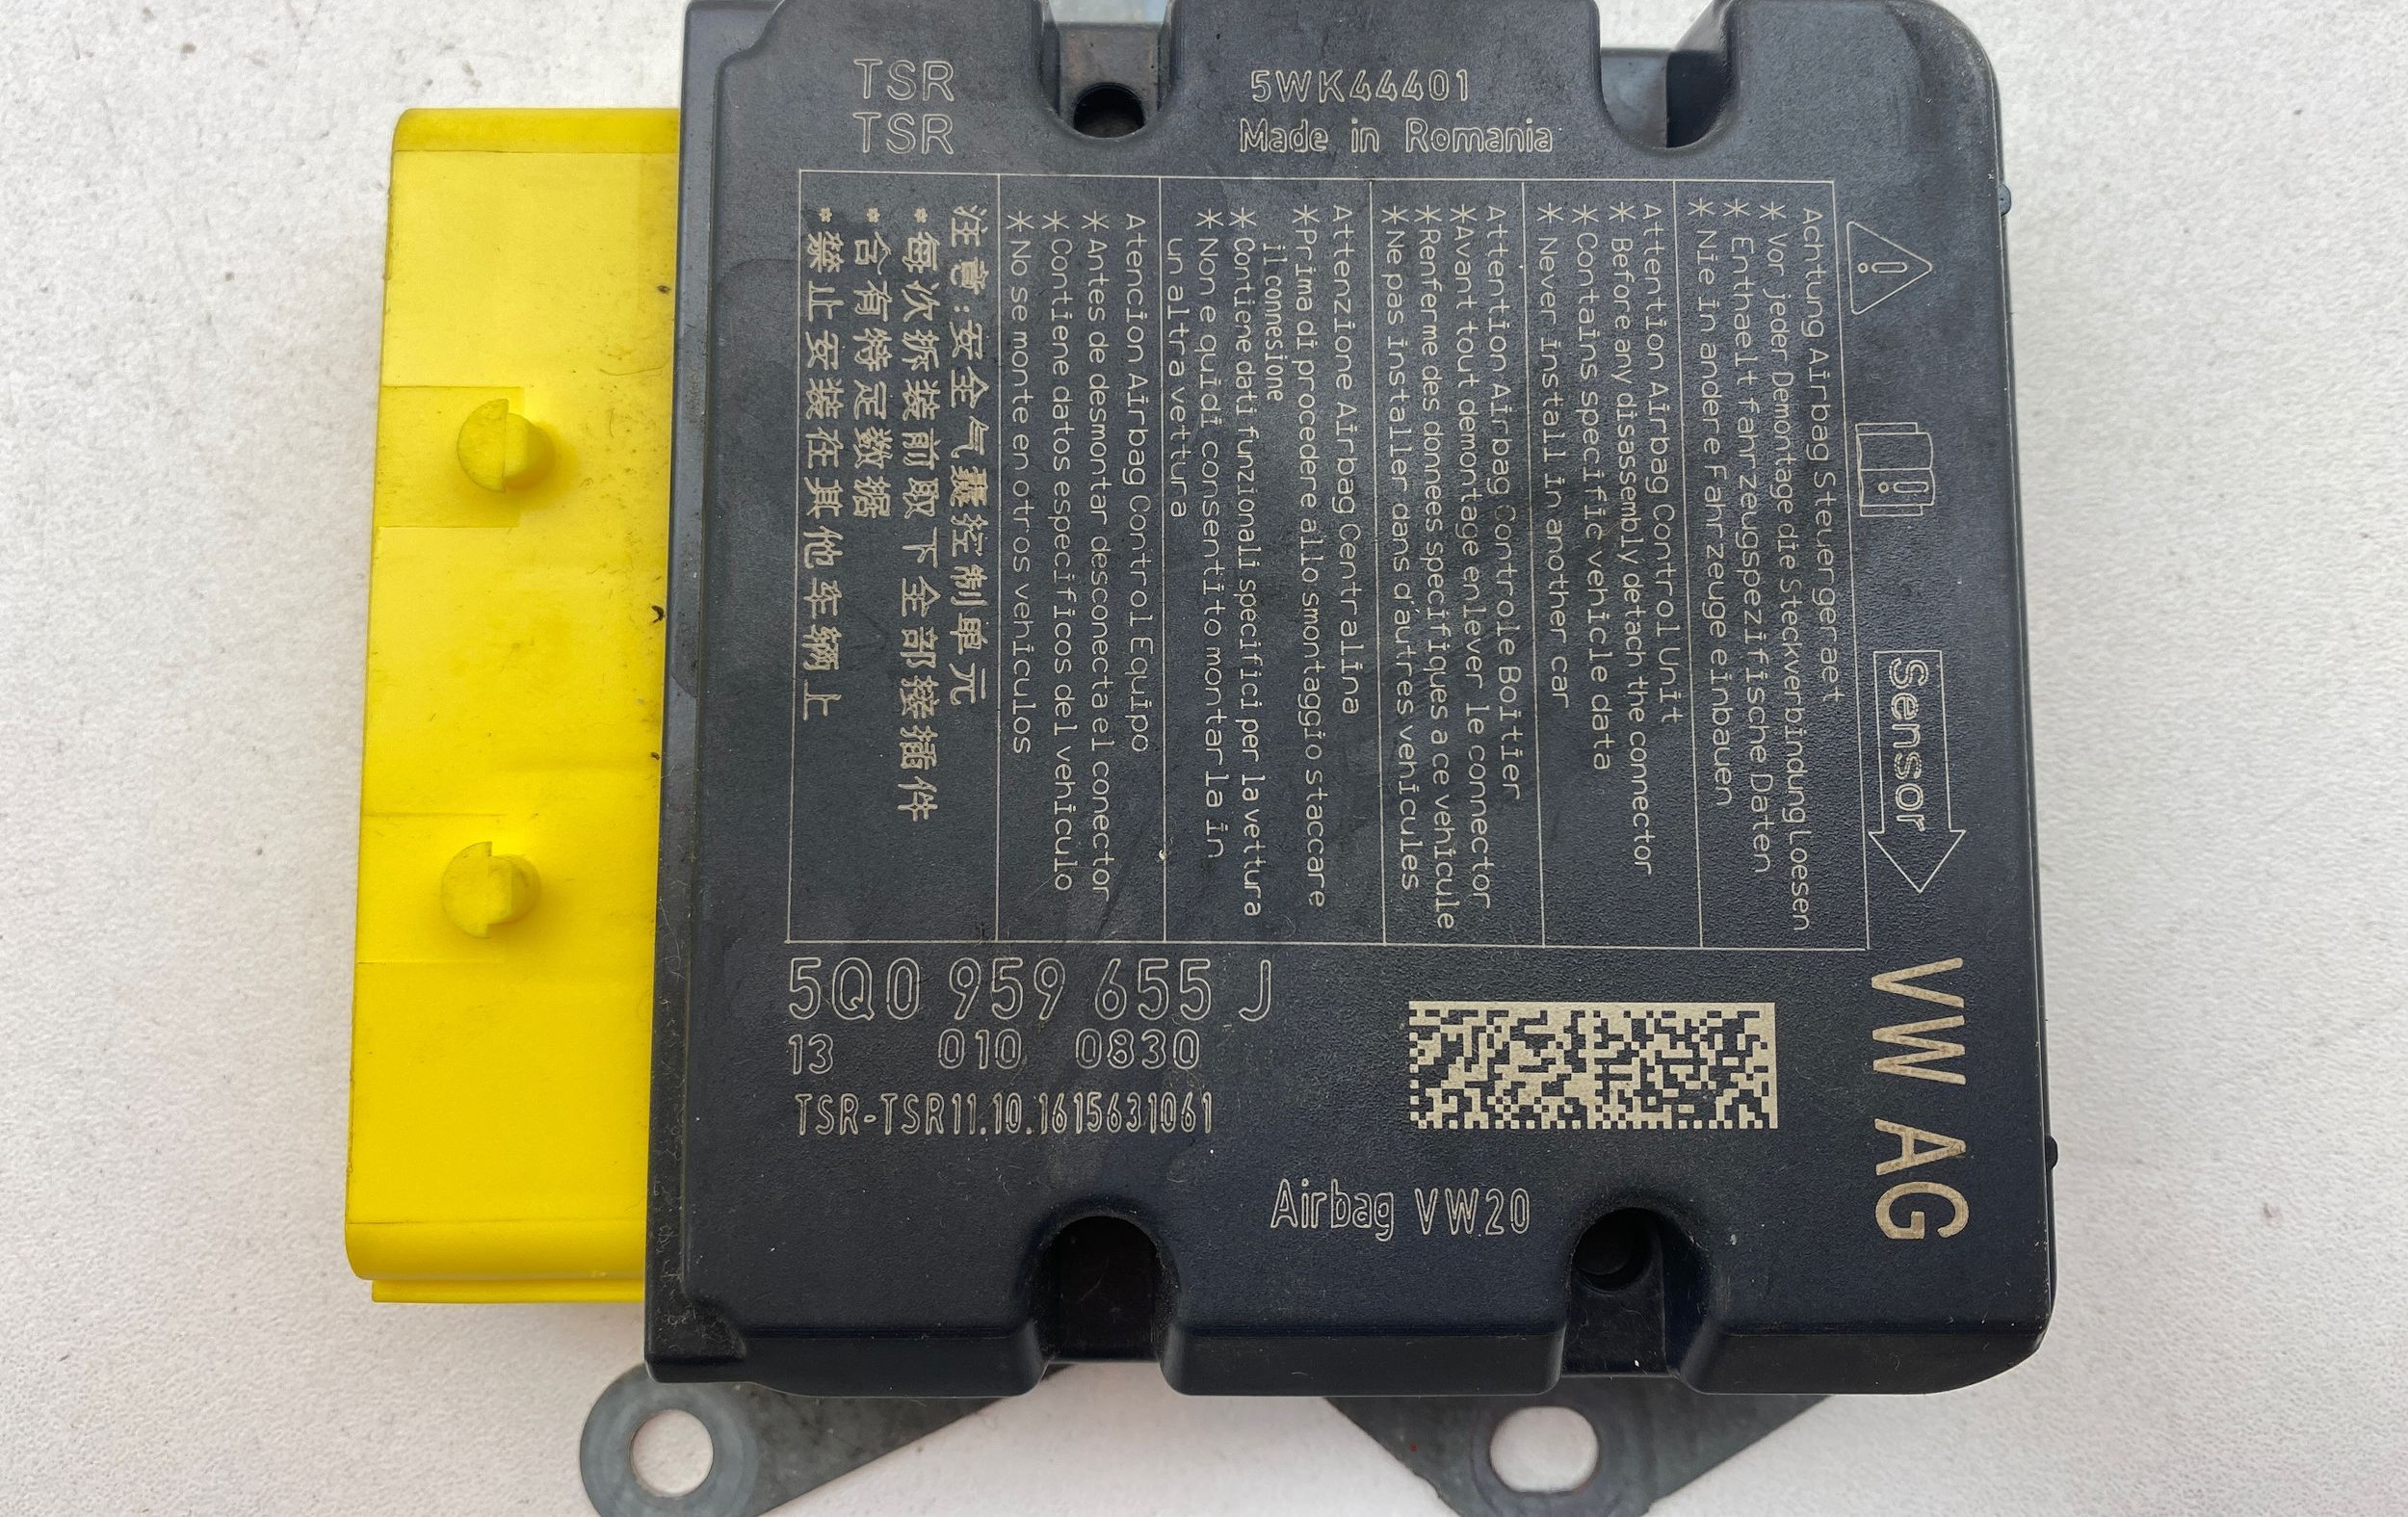 TSR
TSR
5WK44401
Made in Romania
Achtung Airbag Steuergeraet
* Vor jeder Demontage die Steckverbindung loesen
* Enthaelt fahrzeugspezifische Daten
* Nie in andere Fahrzeuge einbauen
Attention Airbag Control Unit
* Before any disassembly detach the connector
* Contains specific vehicle data
* Never install in another car
Attention Airbag Controle Boitier
* Avant tout demontage enlever le connector
* Renferme des donnees specifiques a ce vehicule
* Ne pas installer dans d'autres vehicules
Attenzione Airbag Centralina
* Prima di procedere allo smontaggio staccare
il connesione
* Contiene dati funzionali specifici per la vettura
* Non e quidi consentito montarla in
un altra vettura
Atencion Airbag Control Equipo
* Antes de desmontar desconecta el conector
* Contiene datos especificos del vehiculo
* No se monte en otros vehiculos
注意:安全气囊控制单元
·每次拆装前取下全部接插件
·含有特定数据
·禁止安装在其他车辆上
Sensor
VW AG
5Q0 959 655 J
13 010 0830
TSR-TSR11.10.1615631061
Airbag VW20